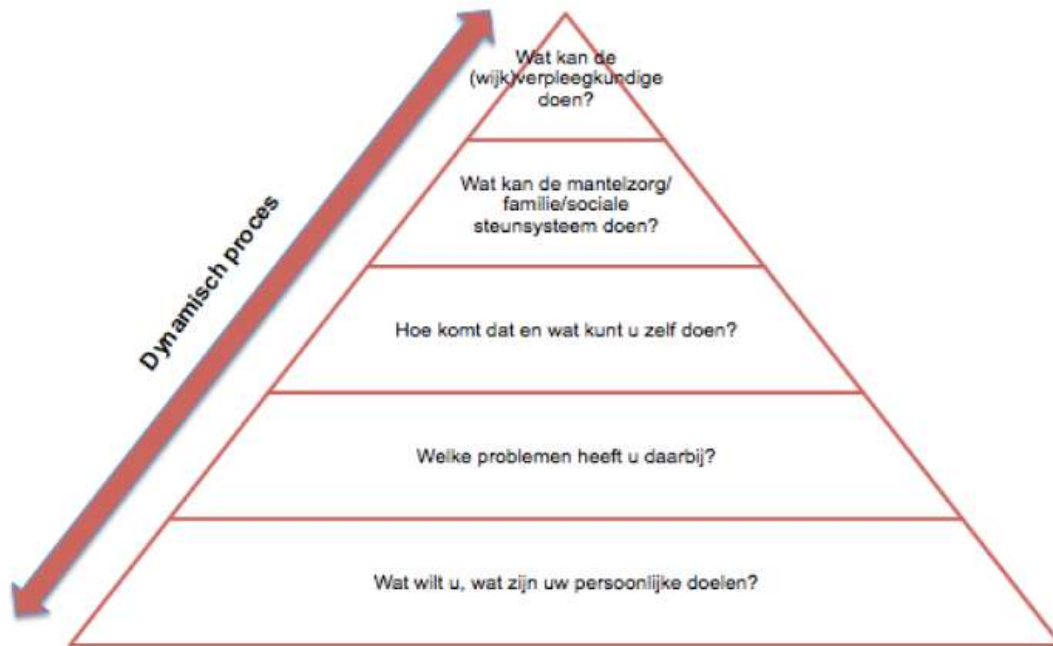 Wat kan de
(wijk)verpleegkundige
doen?
Wat kan de mantelzorg/
familie/sociale
steunsysteem doen?
Dynamisch proces
Hoe komt dat en wat kunt u zelf doen?
Welke problemen heeft u daarbij?
Wat wilt u, wat zijn uw persoonlijke doelen?